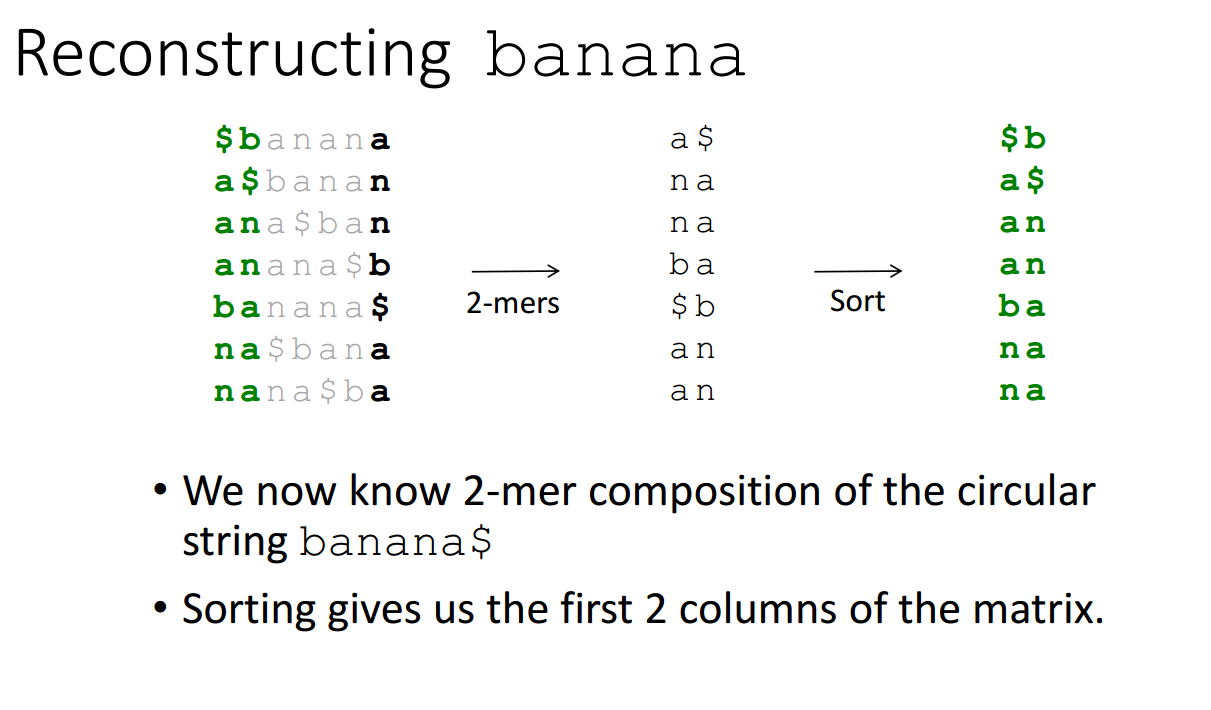 Reconstructing banana
$banana a$ $b
a$banan na a$
ana$ban na an
anana$b ba an
2-mers Sort
banana$ $b ba
na$bana an na
nana$ba an na
• We now know 2-mer composition of the circular
string banana$
• Sorting gives us the first 2 columns of the matrix.